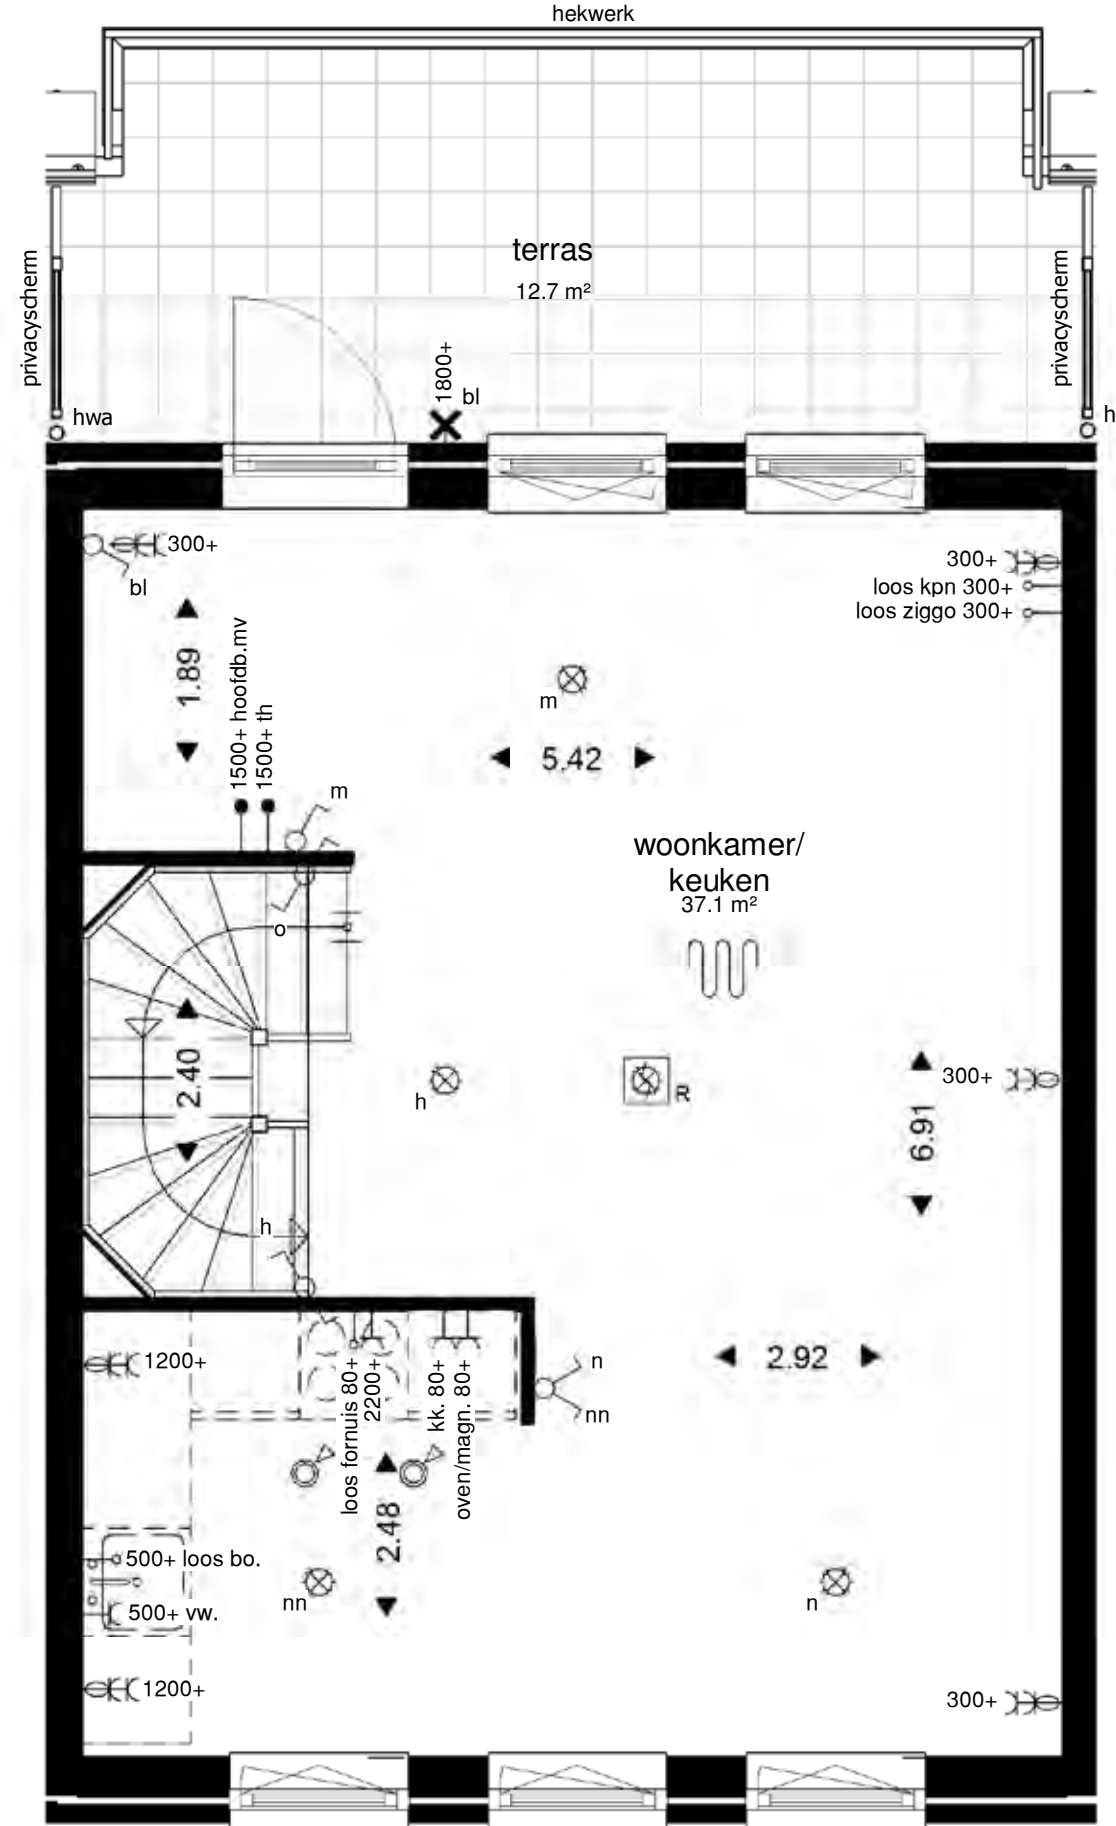 hekwerk
terras
12.7 m²
privacyscherm
privacyscherm
1800+
bl
hwa
h
300+
bl
300+
loos kpn 300+
loos ziggo 300+
1.89
1500+ hoofdb.mv
1500+ th
m
5.42
m
woonkamer/
keuken
37.1 m²
o
2.40
h
R
300+
6.91
h
1200+
loos fornuis 80+
2200+
kk. 80+
oven/magn. 80+
n
nn
2.92
2.48
500+ loos bo.
nn
n
500+ vw.
1200+
300+